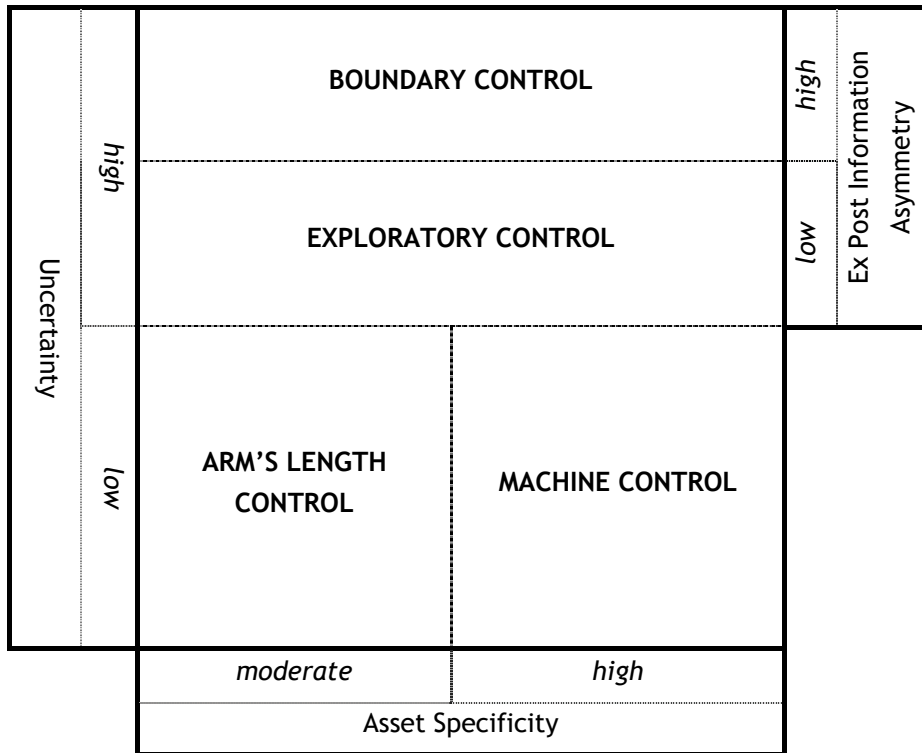 BOUNDARY CONTROL
high
Ex Post Information
Asymmetry
high
EXPLORATORY CONTROL
low
Uncertainty
ARM’S LENGTH
CONTROL
MACHINE CONTROL
low
moderate
high
Asset Specificity